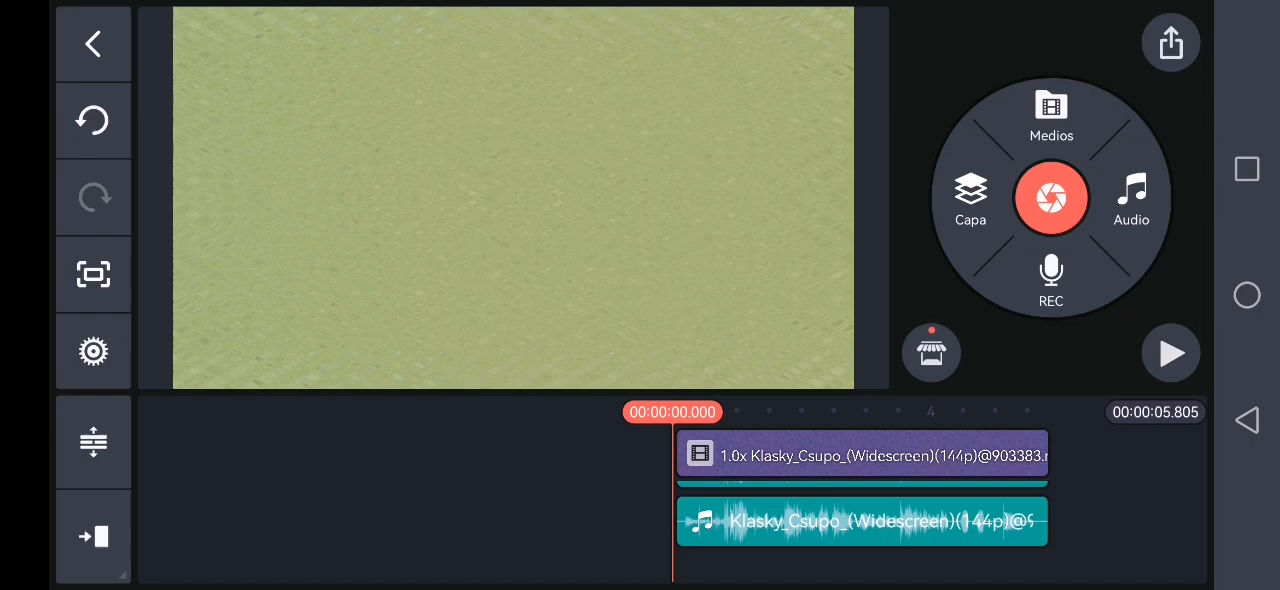 Medios
Capa
Audio
REC
00:00:00.000
4
00:00:05.805
1.0x Klasky_Csupo_(Widescreen)(144p)@903383.
Klasky_Csupo_(Widescreen)(144p)@